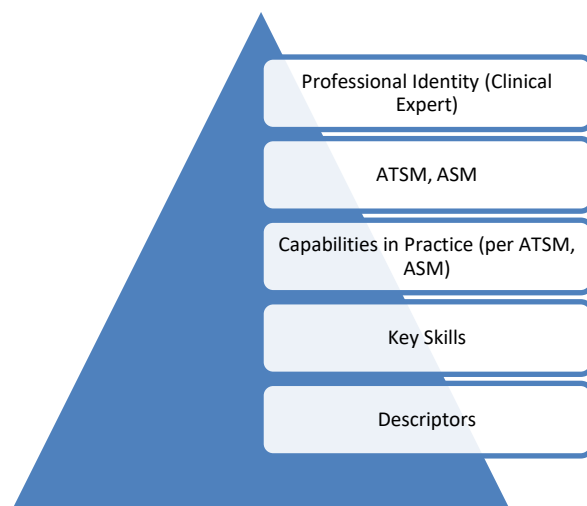 Professional Identity (Clinical
Expert)
ATSM, ASM
Capabilities in Practice (per ATSM,
ASM)
Key Skills
Descriptors